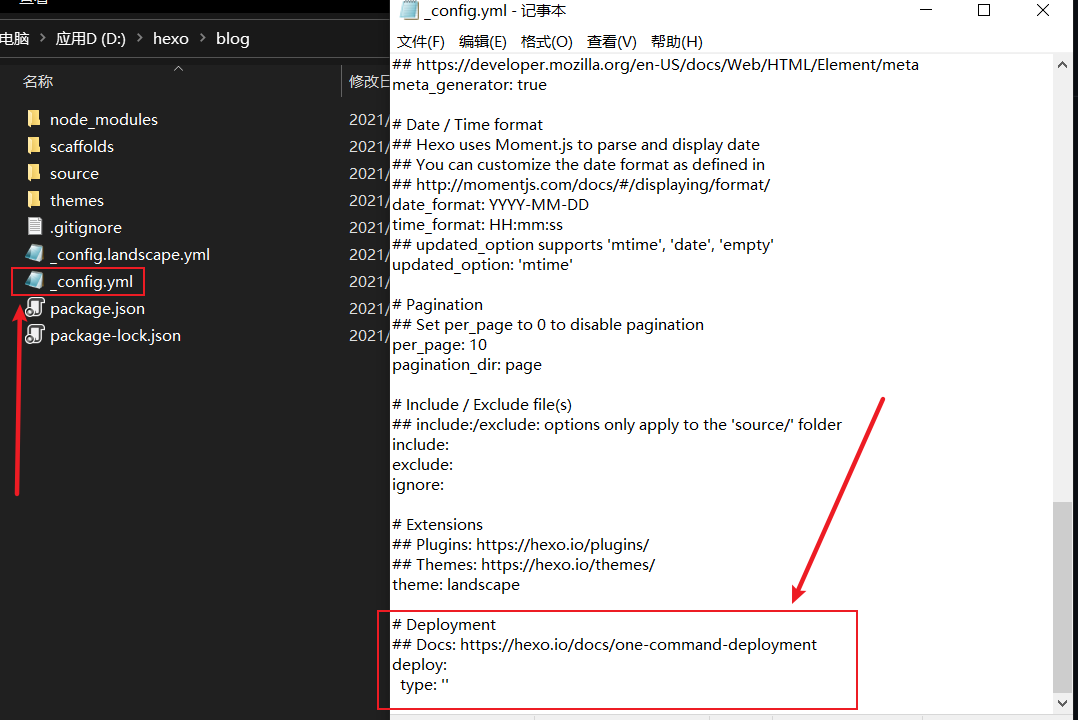 查看
电脑 > 应用D (D:) > hexo > blog
名称
修改日
node_modules
2021/
scaffolds
2021/
source
2021/
themes
2021/
.gitignore
2021/
_config.landscape.yml
2021/
_config.yml
2021/
package.json
2021/
package-lock.json
2021/
_config.yml - 记事本
文件(F) 编辑(E) 格式(O) 查看(V) 帮助(H)
## https://developer.mozilla.org/en-US/docs/Web/HTML/Element/meta
meta_generator: true
# Date / Time format
## Hexo uses Moment.js to parse and display date
## You can customize the date format as defined in
## http://momentjs.com/docs/#/displaying/format/
date_format: YYYY-MM-DD
time_format: HH:mm:ss
## updated_option supports 'mtime', 'date', 'empty'
updated_option: 'mtime'
# Pagination
## Set per_page to 0 to disable pagination
per_page: 10
pagination_dir: page
# Include / Exclude file(s)
## include:/exclude: options only apply to the 'source/' folder
include:
exclude:
ignore:
# Extensions
## Plugins: https://hexo.io/plugins/
## Themes: https://hexo.io/themes/
theme: landscape
# Deployment
## Docs: https://hexo.io/docs/one-command-deployment
deploy:
type: ''